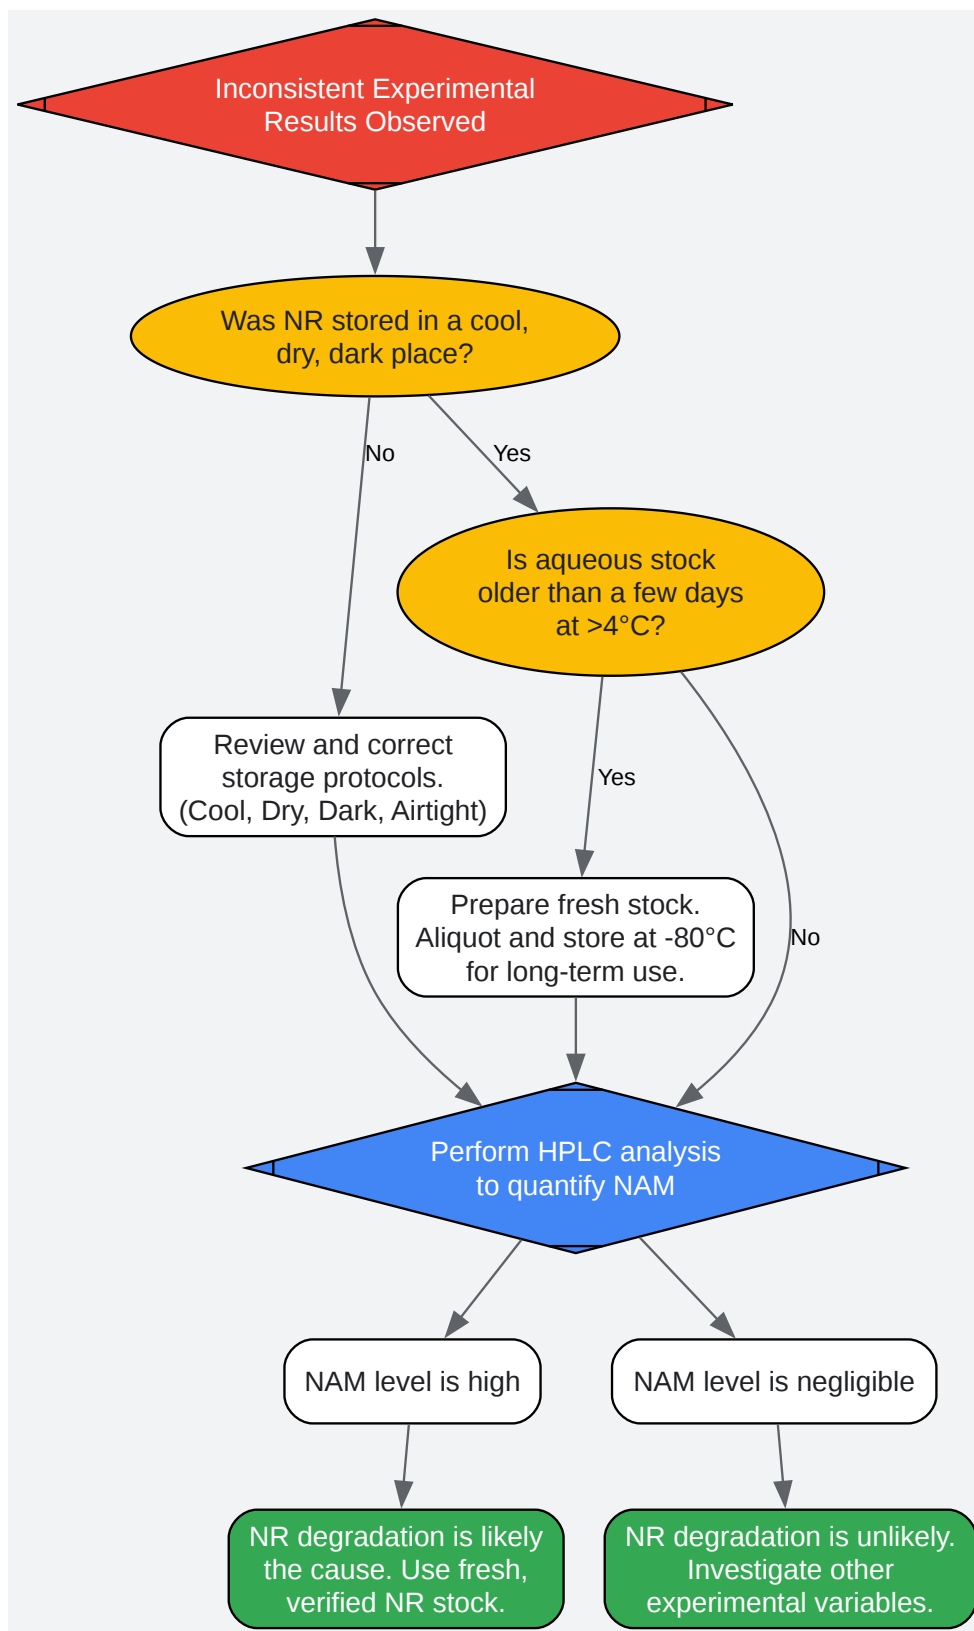 Inconsistent Experimental
Results Observed
Was NR stored in a cool,
dry, dark place?
No
Yes
Is aqueous stock
older than a few days
at >4°C?
Review and correct
storage protocols.
(Cool, Dry, Dark, Airtight)
Yes
Prepare fresh stock.
Aliquot and store at -80°C
for long-term use.
No
Perform HPLC analysis
to quantify NAM
NAM level is high
NAM level is negligible
NR degradation is likely
the cause. Use fresh,
verified NR stock.
NR degradation is unlikely.
Investigate other
experimental variables.